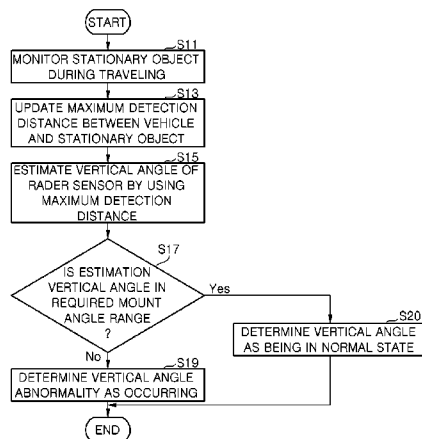 START
S11
MONITOR STATIONARY OBJECT
DURING TRAVELING
S13
UPDATE MAXIMUM DETECTION
DISTANCE BETWEEN VEHICLE
AND STATIONARY OBJECT
S15
ESTIMATE VERTICAL ANGLE OF
RADER SENSOR BY USING
MAXIMUM DETECTION
DISTANCE
S17
IS ESTIMATION
VERTICAL ANGLE IN
REQUIRED MOUNT
ANGLE RANGE
?
Yes
S20
DETERMINE VERTICAL ANGLE
AS BEING IN NORMAL STATE
No
S19
DETERMINE VERTICAL ANGLE
ABNORMALITY AS OCCURRING
END